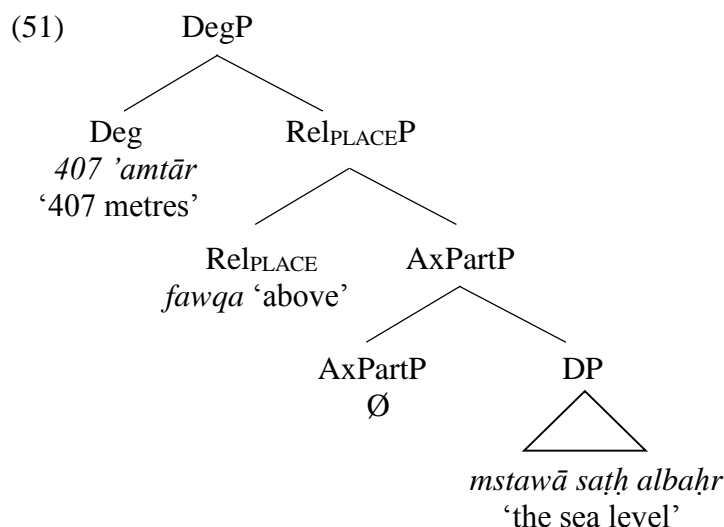 (51) DegP
Deg RelPLACEP
407 ’amtār
‘407 metres’
RelPLACE AxPartP
fawqa ‘above’
AxPartP DP
Ø
mstawā saṭḥ albaḥr
‘the sea level’